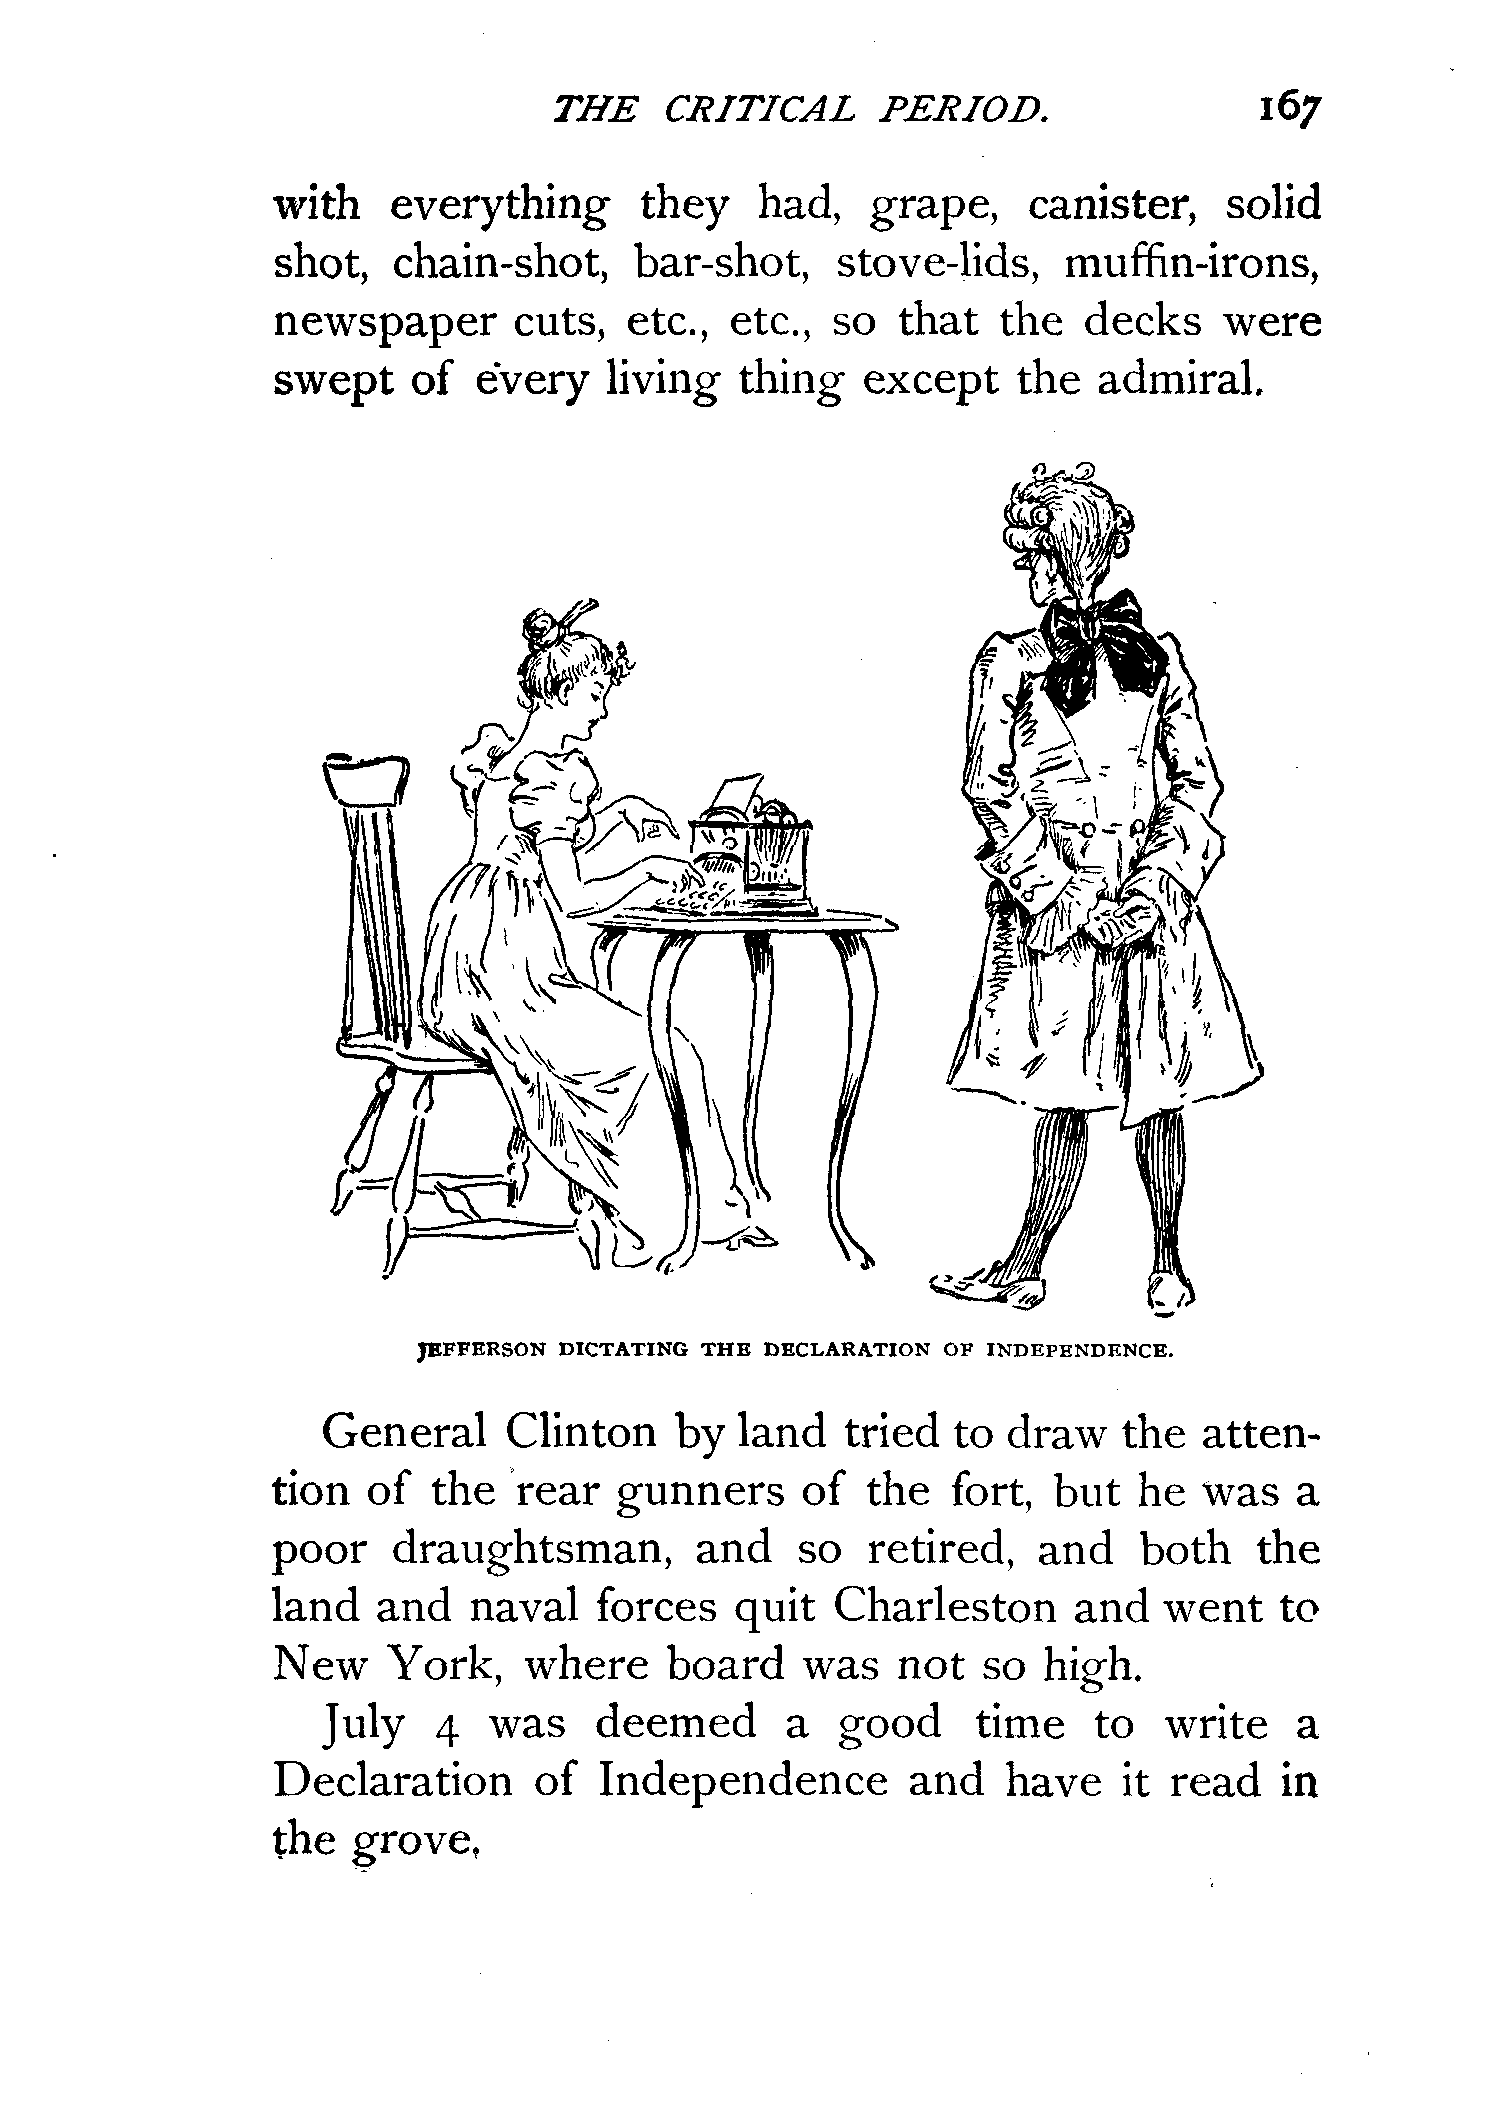 THE CRITICAL PERIOD. 167
with everything they had, grape, canister, solid
shot, chain-shot, bar-shot, stove-lids, muffin-irons,
newspaper cuts, etc., etc., so that the decks were
swept of every living thing except the admiral.
JEFFERSON DICTATING THE DECLARATION OF INDEPENDENCE.
General Clinton by land tried to draw the atten-
tion of the rear gunners of the fort, but he was a
poor draughtsman, and so retired, and both the
land and naval forces quit Charleston and went to
New York, where board was not so high.
July 4 was deemed a good time to write a
Declaration of Independence and have it read in
the grove.